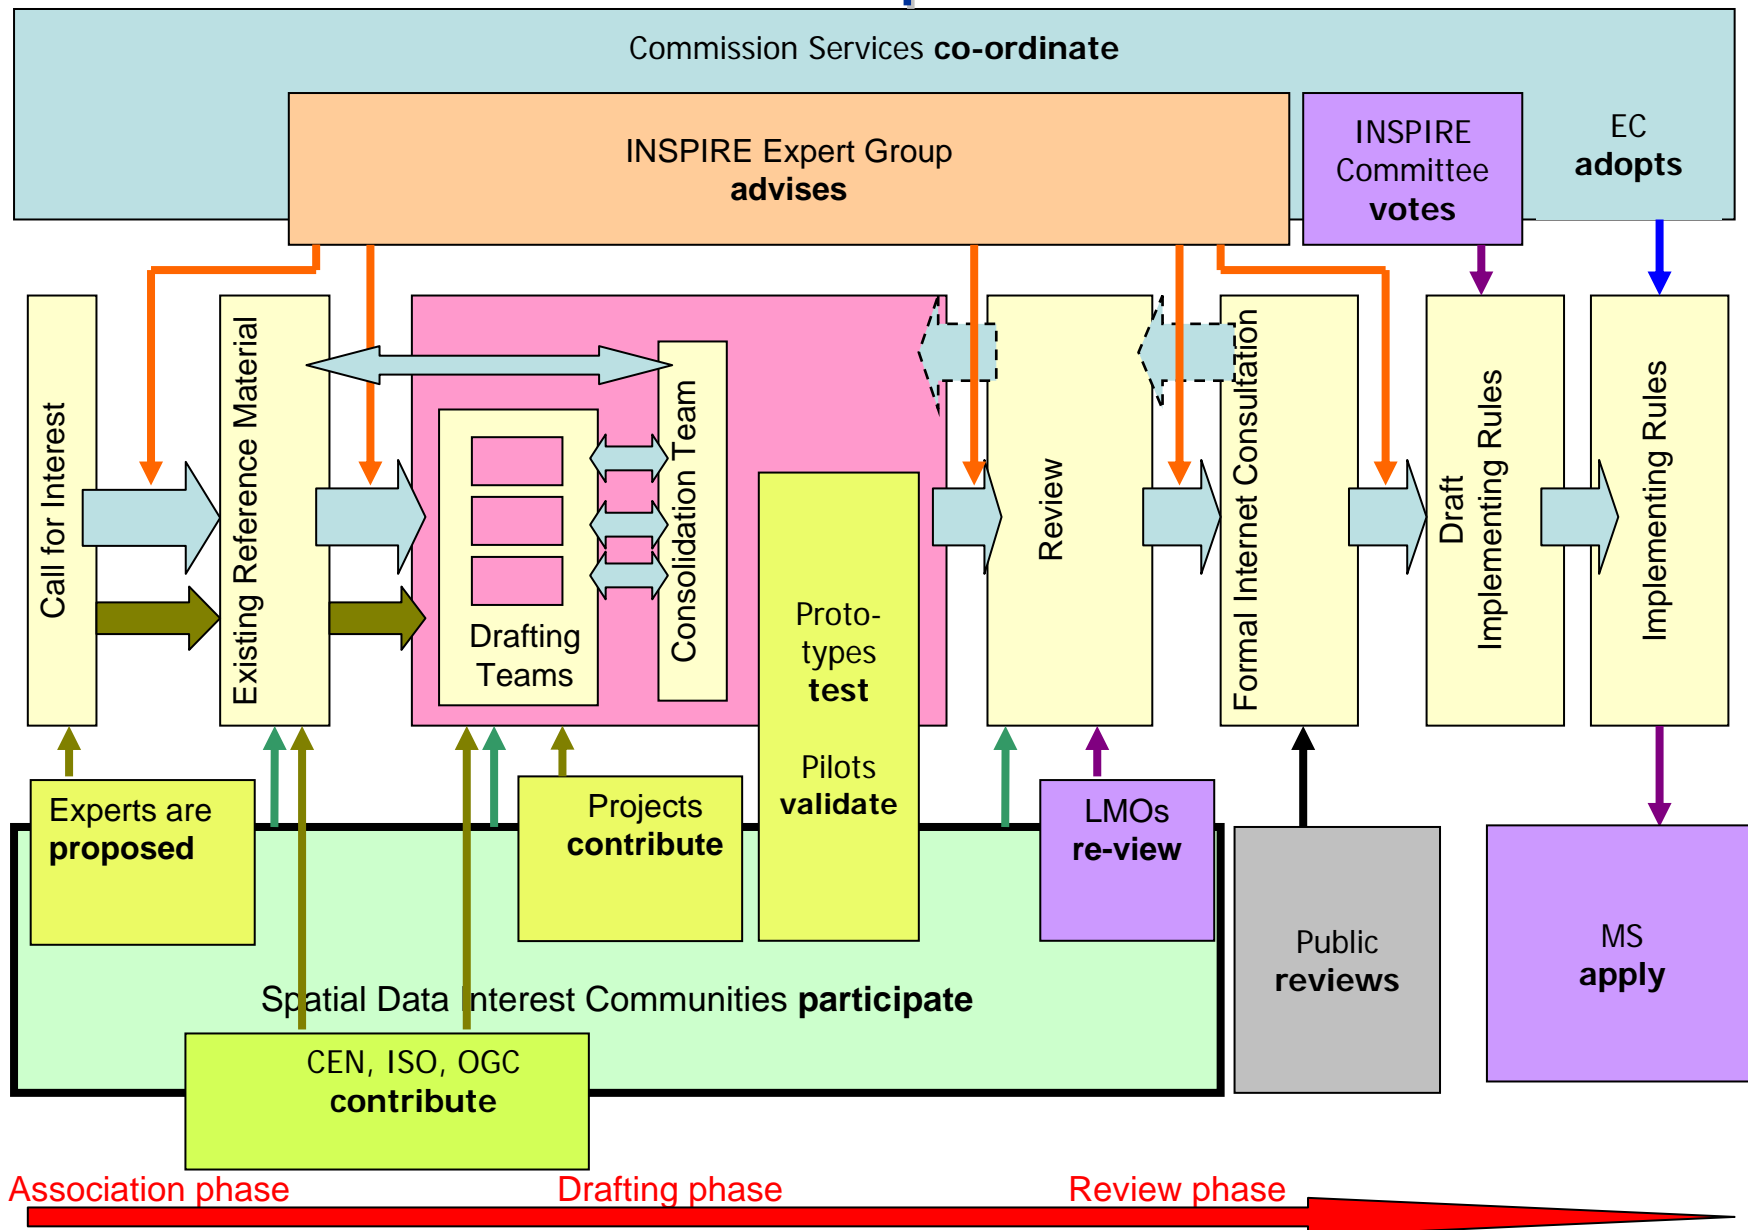 Commission Services co-ordinate
INSPIRE Expert Group
advises
INSPIRE
Committee
votes
EC
adopts
Call for Interest
Existing Reference Material
Drafting
Teams
Consolidation Team
Proto-
types
test
Pilots
validate
Review
Formal Internet Consultation
Draft
Implementing Rules
Implementing Rules
Experts are
proposed
Projects
contribute
LMOs
re-view
Public
reviews
MS
apply
Spatial Data Interest Communities participate
CEN, ISO, OGC
contribute
Association phase
Drafting phase
Review phase